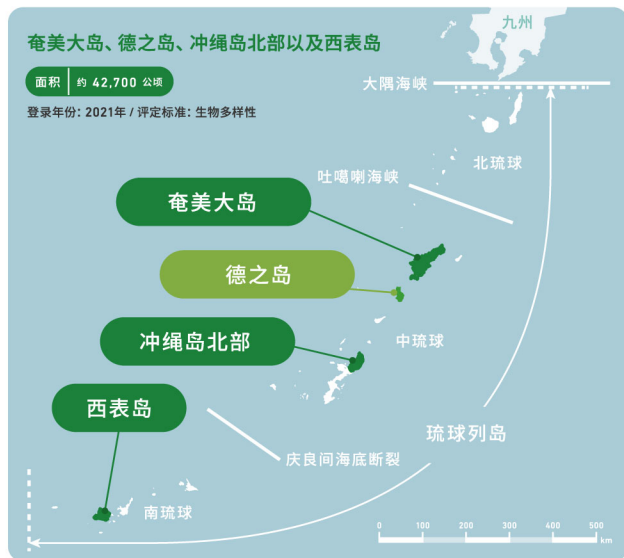 九州
奄美大岛、德之岛、冲绳岛北部以及西表岛
面积 约 42,700 公顷
大隅海峡
登录年份：2021年 / 评定标准：生物多样性
北琉球
吐噶喇海峡
奄美大岛
德之岛
冲绳岛北部
中琉球
西表岛
琉球列岛
庆良间海底断裂
南琉球
0 100 200 300 400 500
km